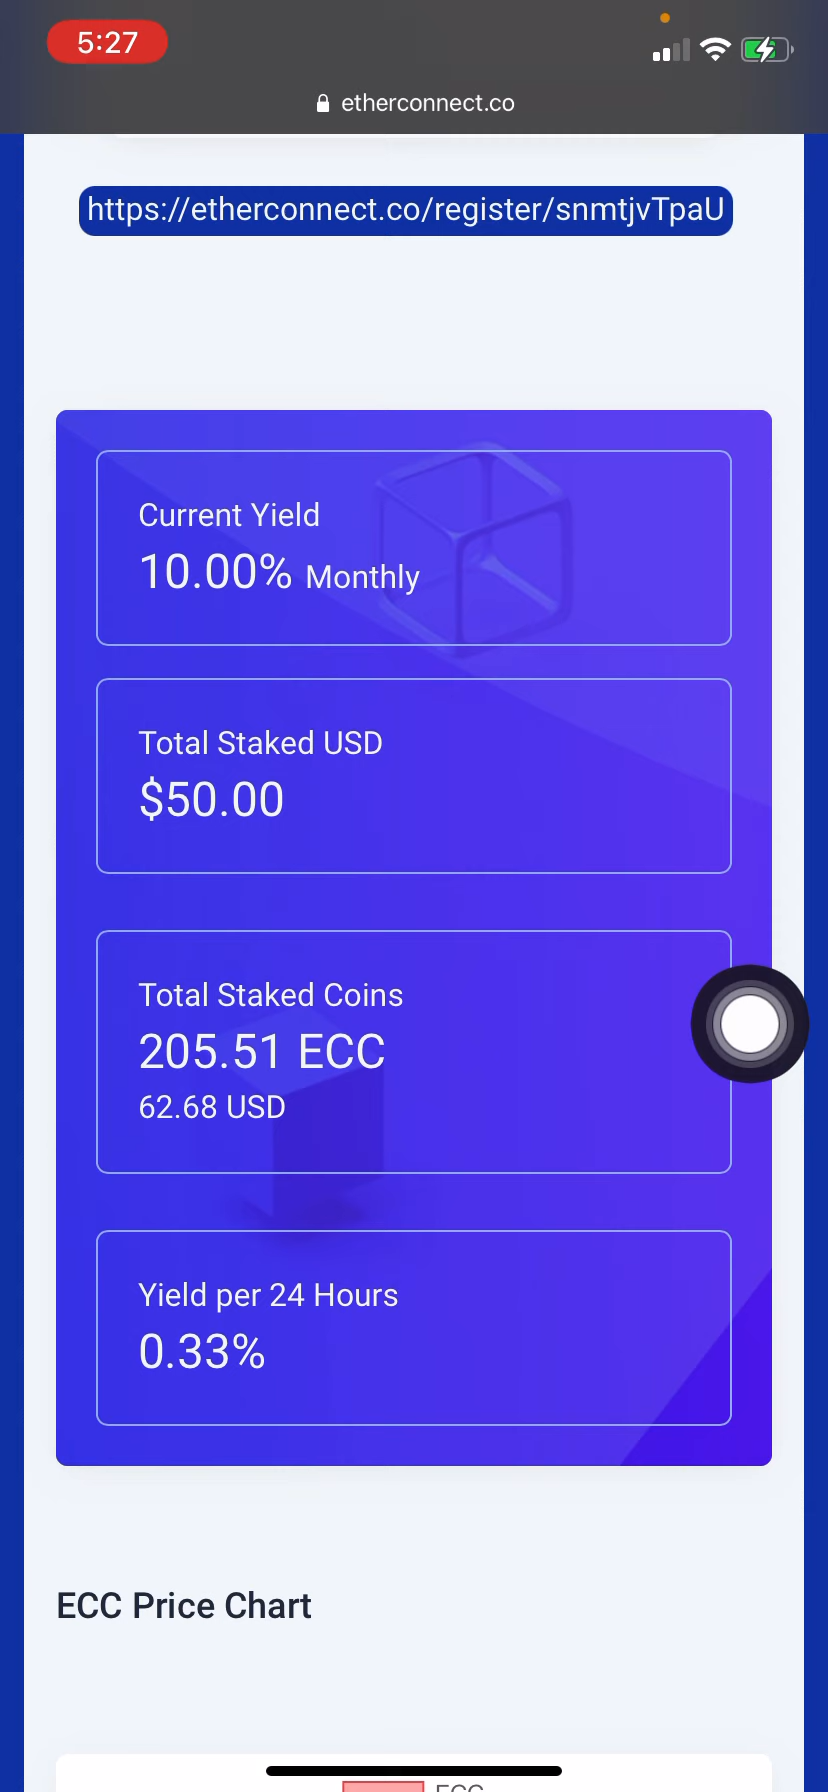 5:27
etherconnect.co
https://etherconnect.co/register/snmtjvTpaU
Current Yield
10.00% Monthly
Total Staked USD
$50.00
Total Staked Coins
205.51 ECC
62.68 USD
Yield per 24 Hours
0.33%
ECC Price Chart
ECC